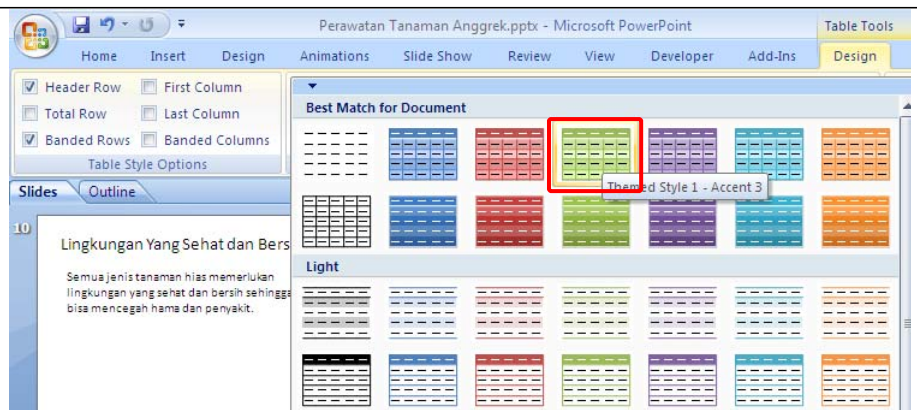 Perawatan Tanaman Anggrek.pptx - Microsoft PowerPoint
Table Tools
Home Insert Design Animations Slide Show Review View Developer Add-Ins Design
Header Row First Column
Total Row Last Column
Banded Rows Banded Columns
Table Style Options
Best Match for Document
Themed Style 1 - Accent 3
Slides Outline
10
Lingkungan Yang Sehat dan Bers
Semua jenis tanaman hias memerlukan
lingkungan yang sehat dan bersih sehingga
bisa mencegah hama dan penyakit.
Light